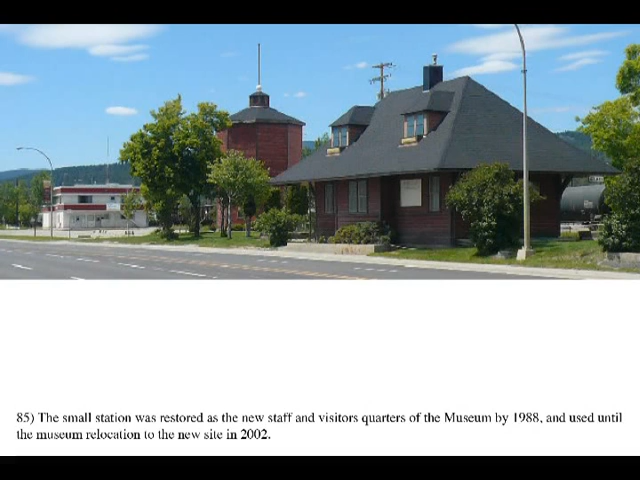 85) The small station was restored as the new staff and visitors quarters of the Museum by 1988, and used until
the museum relocation to the new site in 2002.